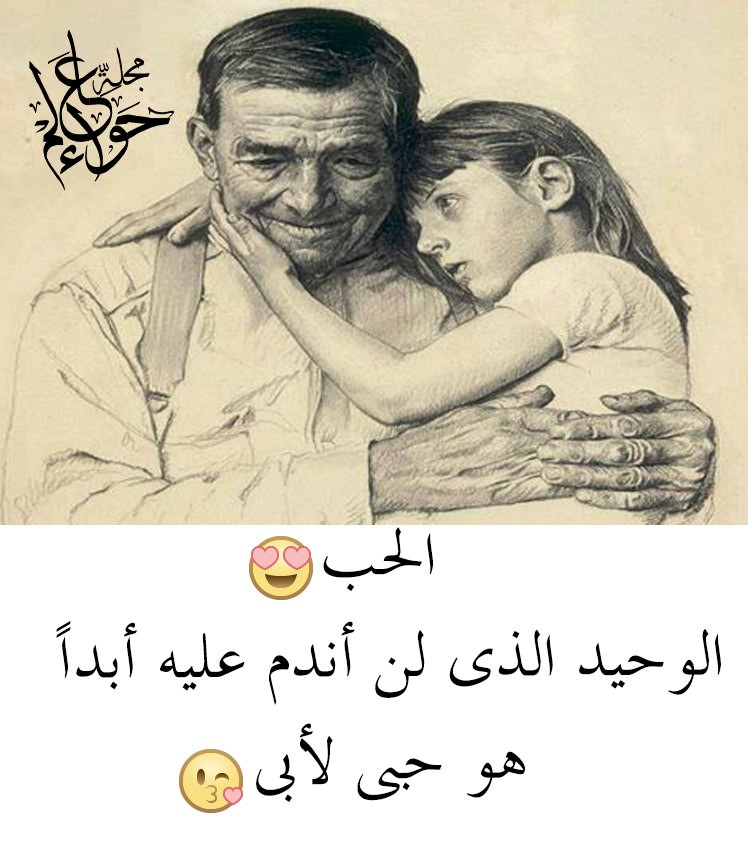 مجلة
عالم
حواء
الحب😍
الوحيد الذى لن أندم عليه أبداً
هو حبى لأبى😘